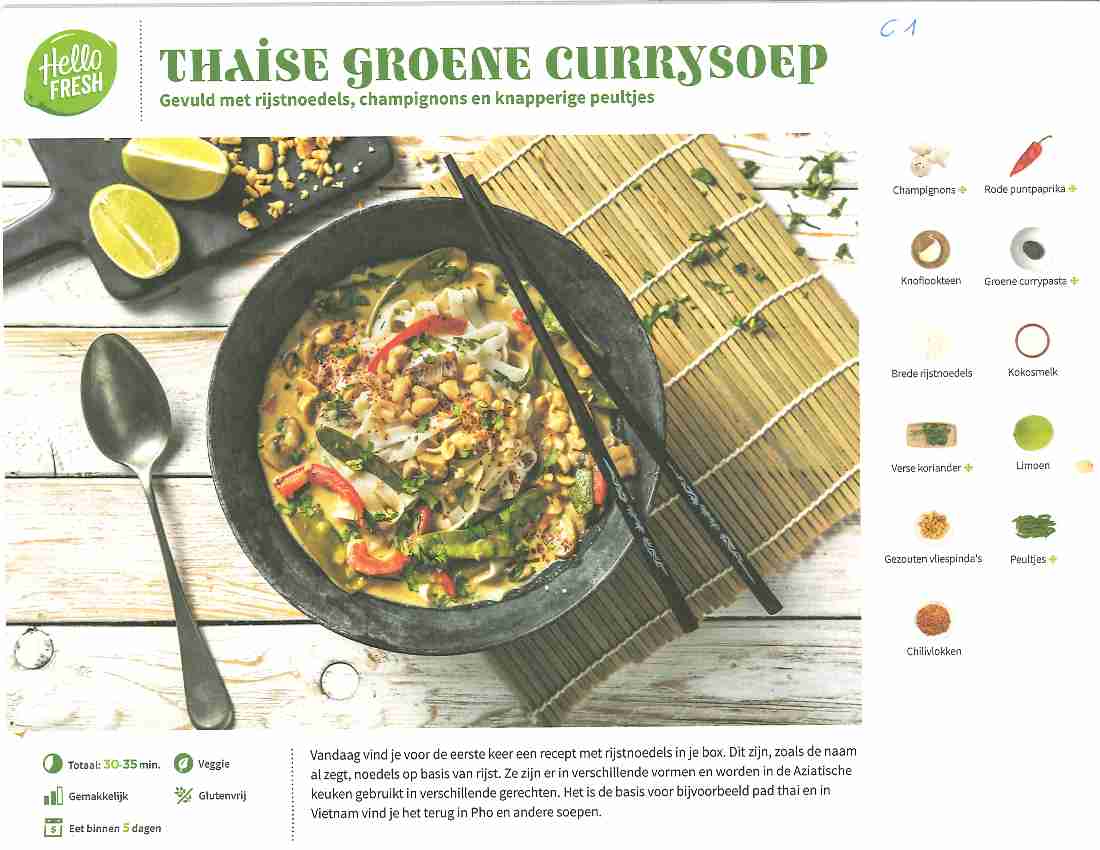 Hello
FRESH
THAISE GROENE CURRYSOEP
Gevuld met rijstnoedels, champignons en knapperige peultjes
C1
Champignons +
Rode puntpaprika +
Knoflookteen
Groene currypasta +
Brede rijstnoedels
Kokosmelk
Verse koriander +
Limoen
Gezouten vliespinda's
Peultjes +
Chilivlokken
Totaal: 30-35 min.
Veggie
Gemakkelijk
Glutenvrij
Eet binnen 5 dagen
Vandaag vind je voor de eerste keer een recept met rijstnoedels in je box. Dit zijn, zoals de naam
al zegt, noedels op basis van rijst. Ze zijn er in verschillende vormen en worden in de Aziatische
keuken gebruikt in verschillende gerechten. Het is de basis voor bijvoorbeeld pad thai en in
Vietnam vind je het terug in Pho en andere soepen.